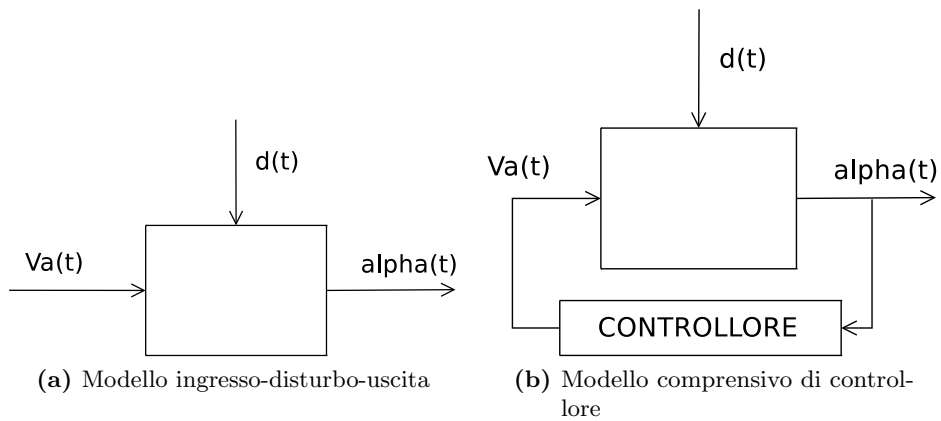 d(t)
Va(t)
alpha(t)
(a) Modello ingresso-disturbo-uscita
d(t)
Va(t)
alpha(t)
CONTROLLORE
(b) Modello comprensivo di control-
lore